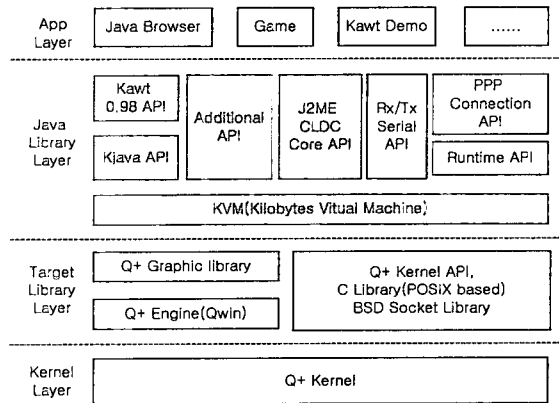 App
Layer
Java Browser
Game
Kawt Demo
......
Java
Library
Layer
Kawt
0.98 API
Kjava API
Additional
API
J2ME
CLDC
Core API
Rx/Tx
Serial
API
PPP
Connection
API
Runtime API
KVM(Kilobytes Vitual Machine)
Target
Library
Layer
Q+ Graphic library
Q+ Engine(Qwin)
Q+ Kernel API,
C Library(POSiX based)
BSD Socket Library
Kernel
Layer
Q+ Kernel